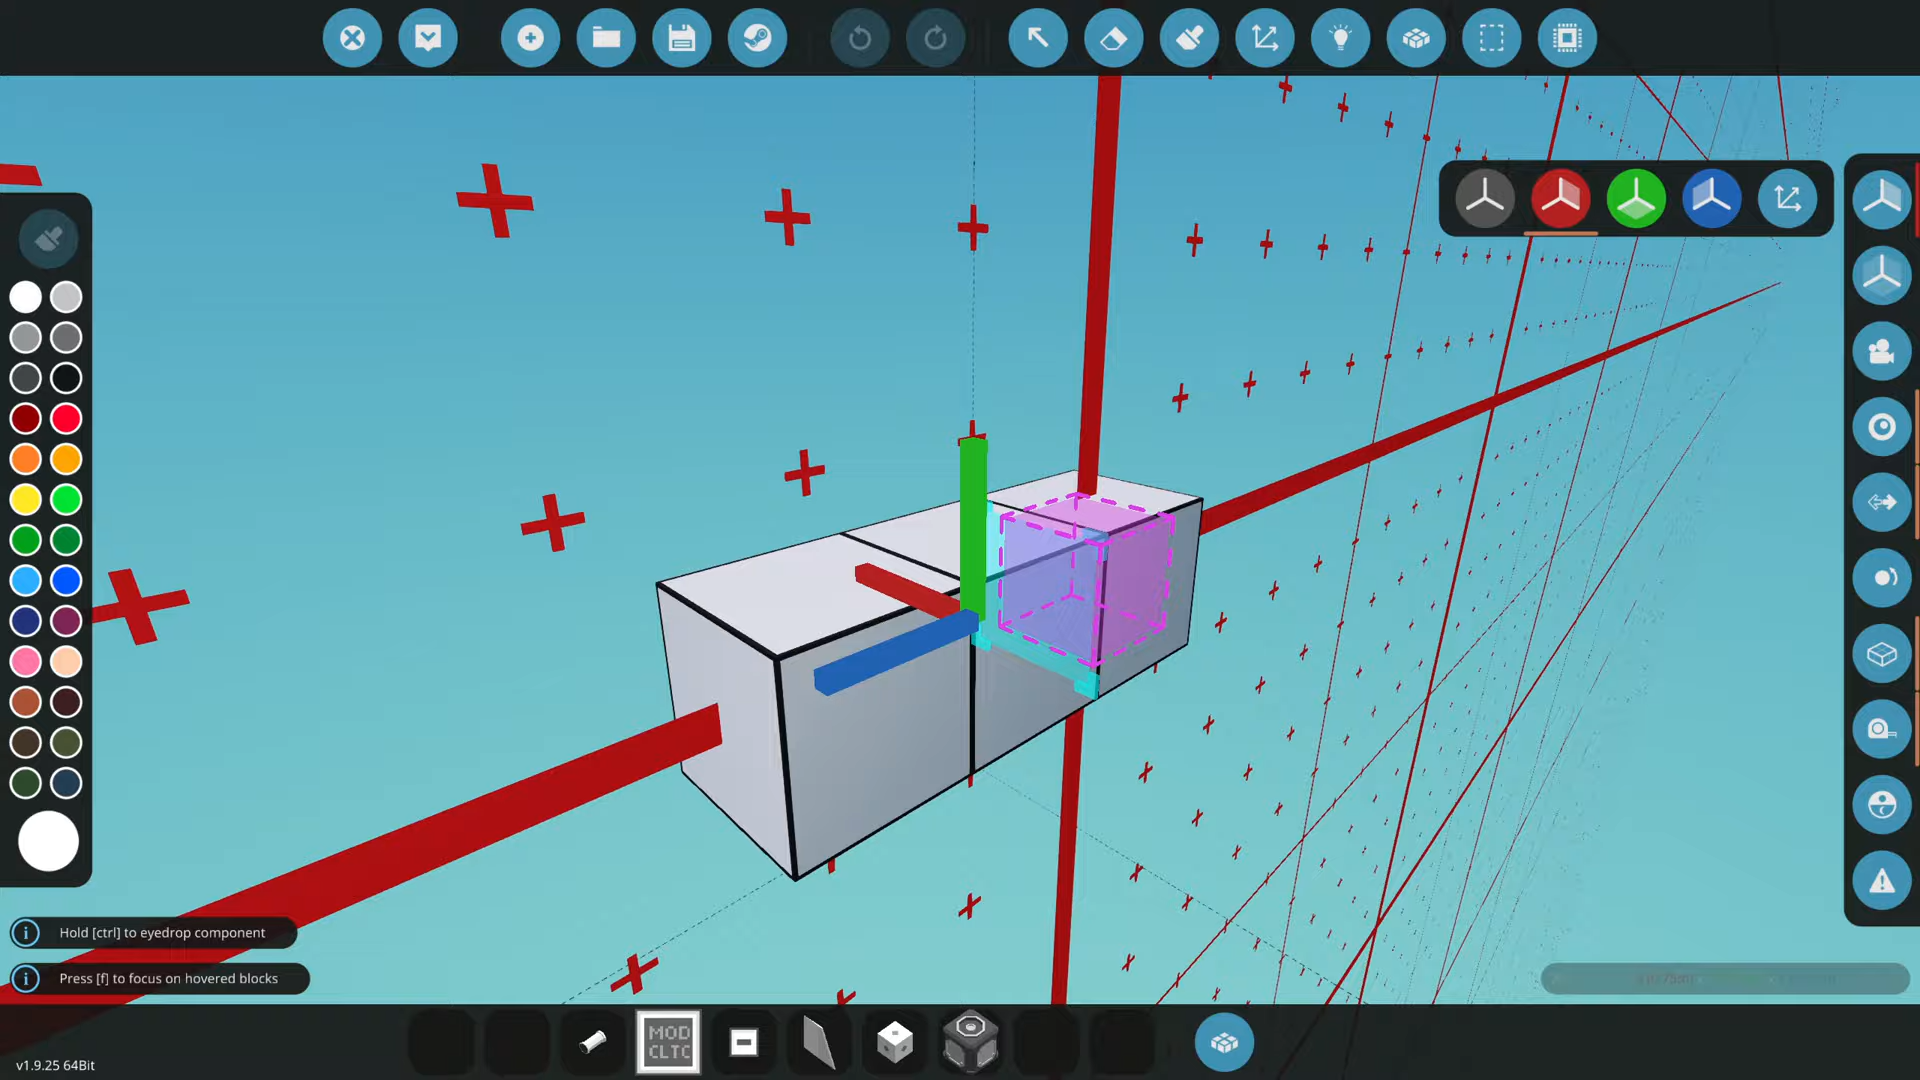 Hold [ctrl] to eyedrop component
Press [f] to focus on hovered blocks
MOD
CLTC
v1.9.25 64Bit